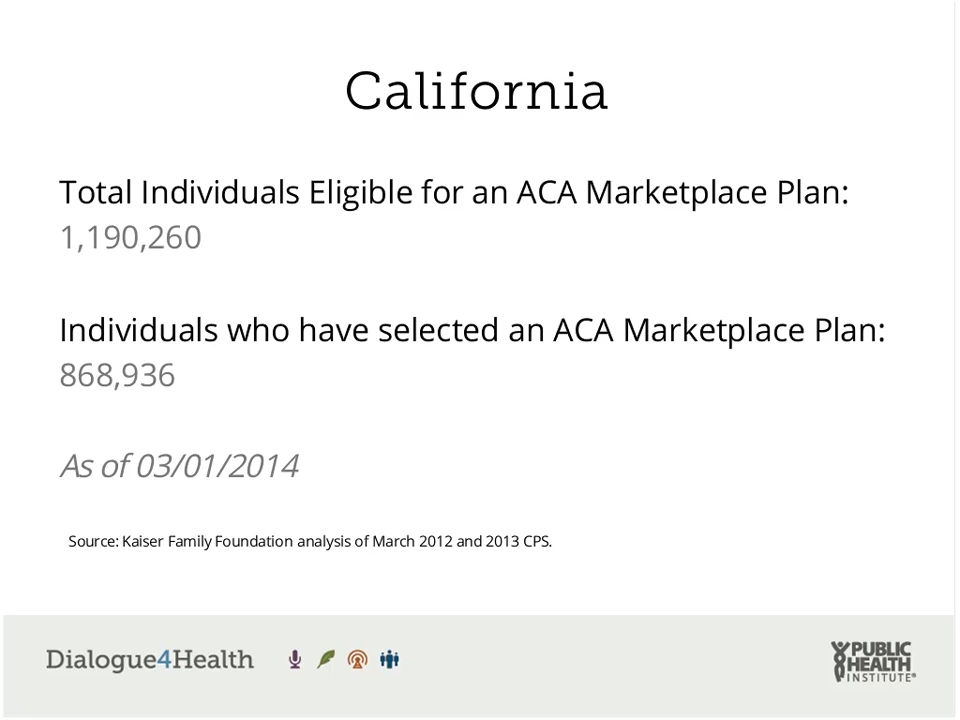 California
Total Individuals Eligible for an ACA Marketplace Plan:
1,190,260
Individuals who have selected an ACA Marketplace Plan:
868,936
As of 03/01/2014
Source: Kaiser Family Foundation analysis of March 2012 and 2013 CPS.
Dialogue4Health
PUBLIC
HEALTH
INSTITUTE®